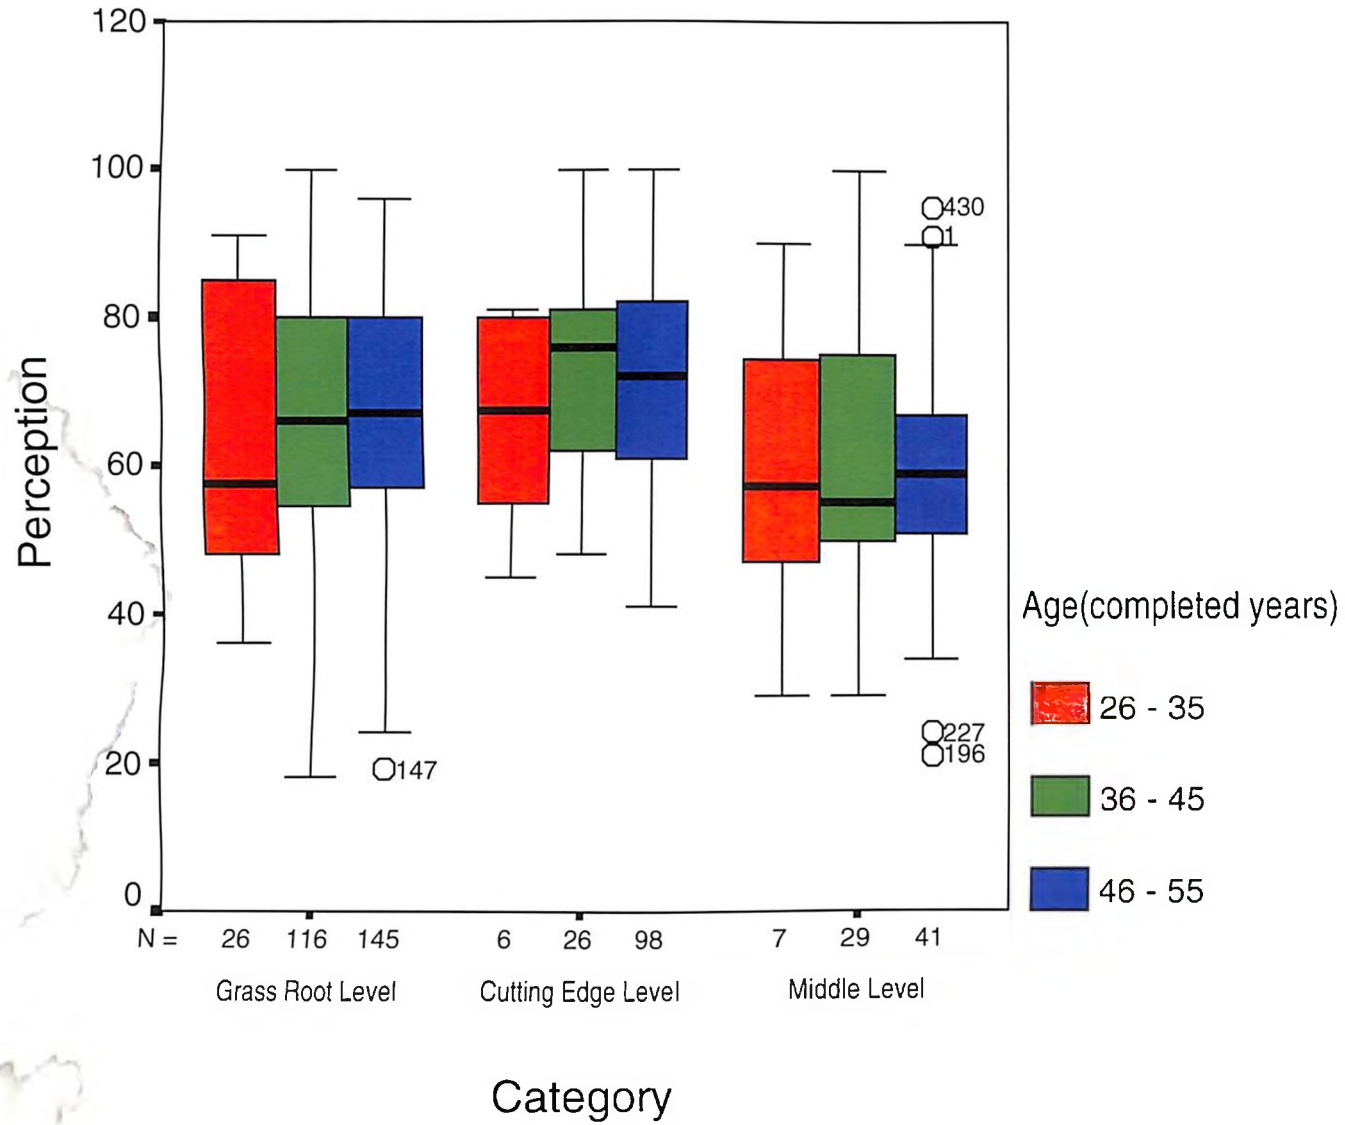 120
100
80
60
40
20
0
Perception
430
1
147
227
196
N = 26 116 145 6 26 98 7 29 41
Grass Root Level Cutting Edge Level Middle Level
Category
Age(completed years)
26 - 35
36 - 45
46 - 55